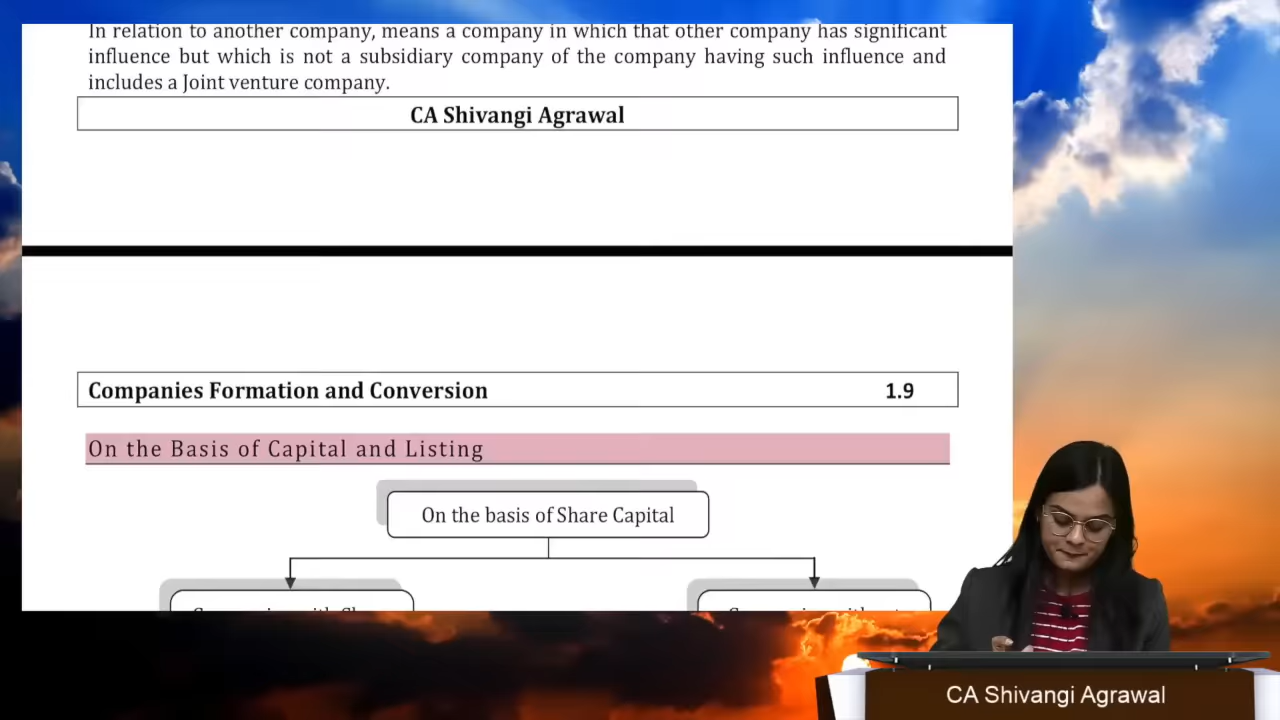 In relation to another company, means a company in which that other company has significant
influence but which is not a subsidiary company of the company having such influence and
includes a Joint venture company.
CA Shivangi Agrawal
Companies Formation and Conversion 1.9
On the Basis of Capital and Listing
On the basis of Share Capital
CA Shivangi Agrawal